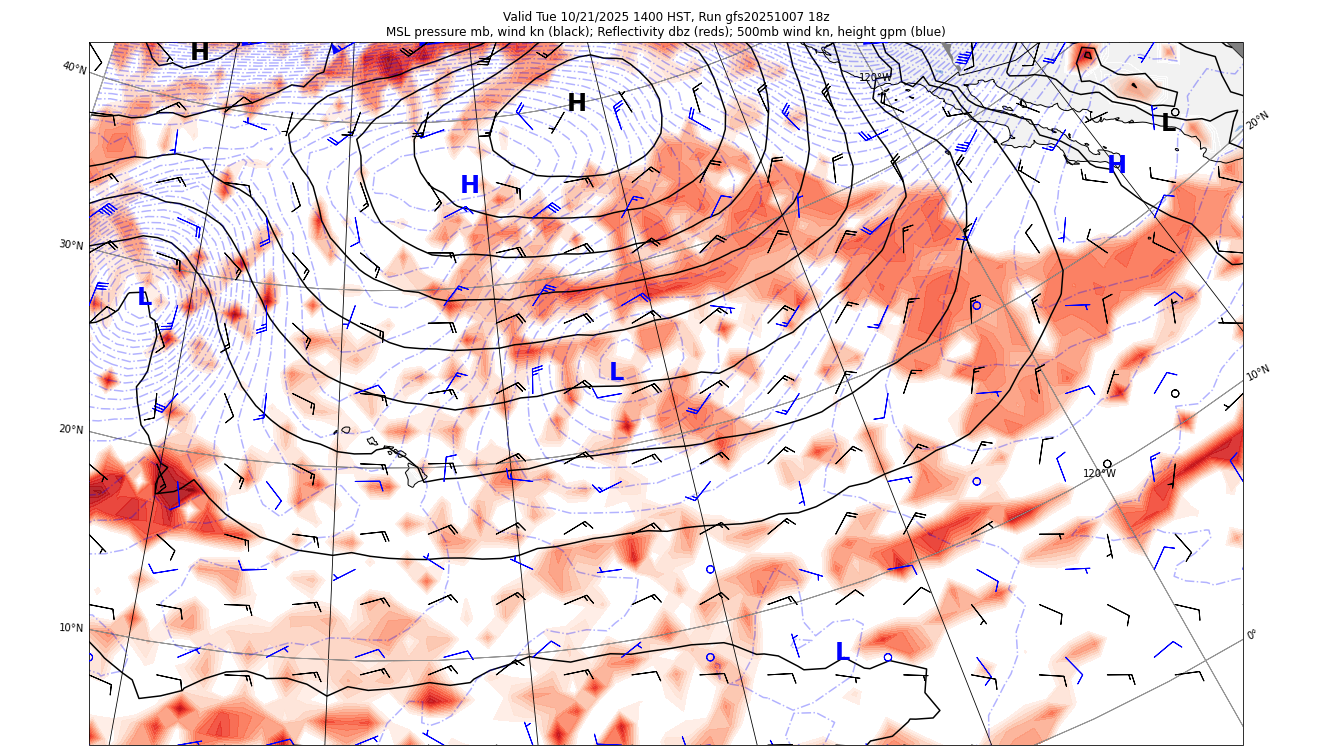 Valid Tue 10/21/2025 1400 HST, Run gfs20251007 18z
MSL pressure mb, wind kn (black); Reflectivity dbz (reds); 500mb wind kn, height gpm (blue)
H
40°N
120°W
H
L
20°N
H
H
30°N
L
L
10°N
20°N
120°W
10°N
0°
L